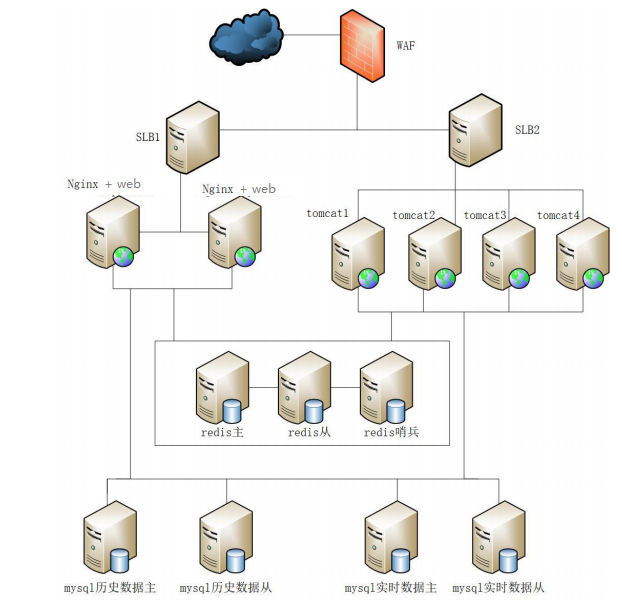 WAF
SLB1
SLB2
Nginx + web
Nginx + web
tomcat1
tomcat2
tomcat3
tomcat4
redis主
redis从
redis哨兵
mysql历史数据主
mysql历史数据从
mysql实时数据主
mysql实时数据从